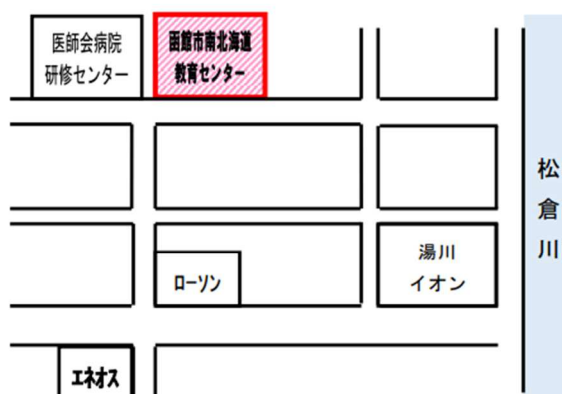 医師会病院
研修センター
函館市南北海道
教育センター
松倉川
湯川
イオン
ローソン
エネオス